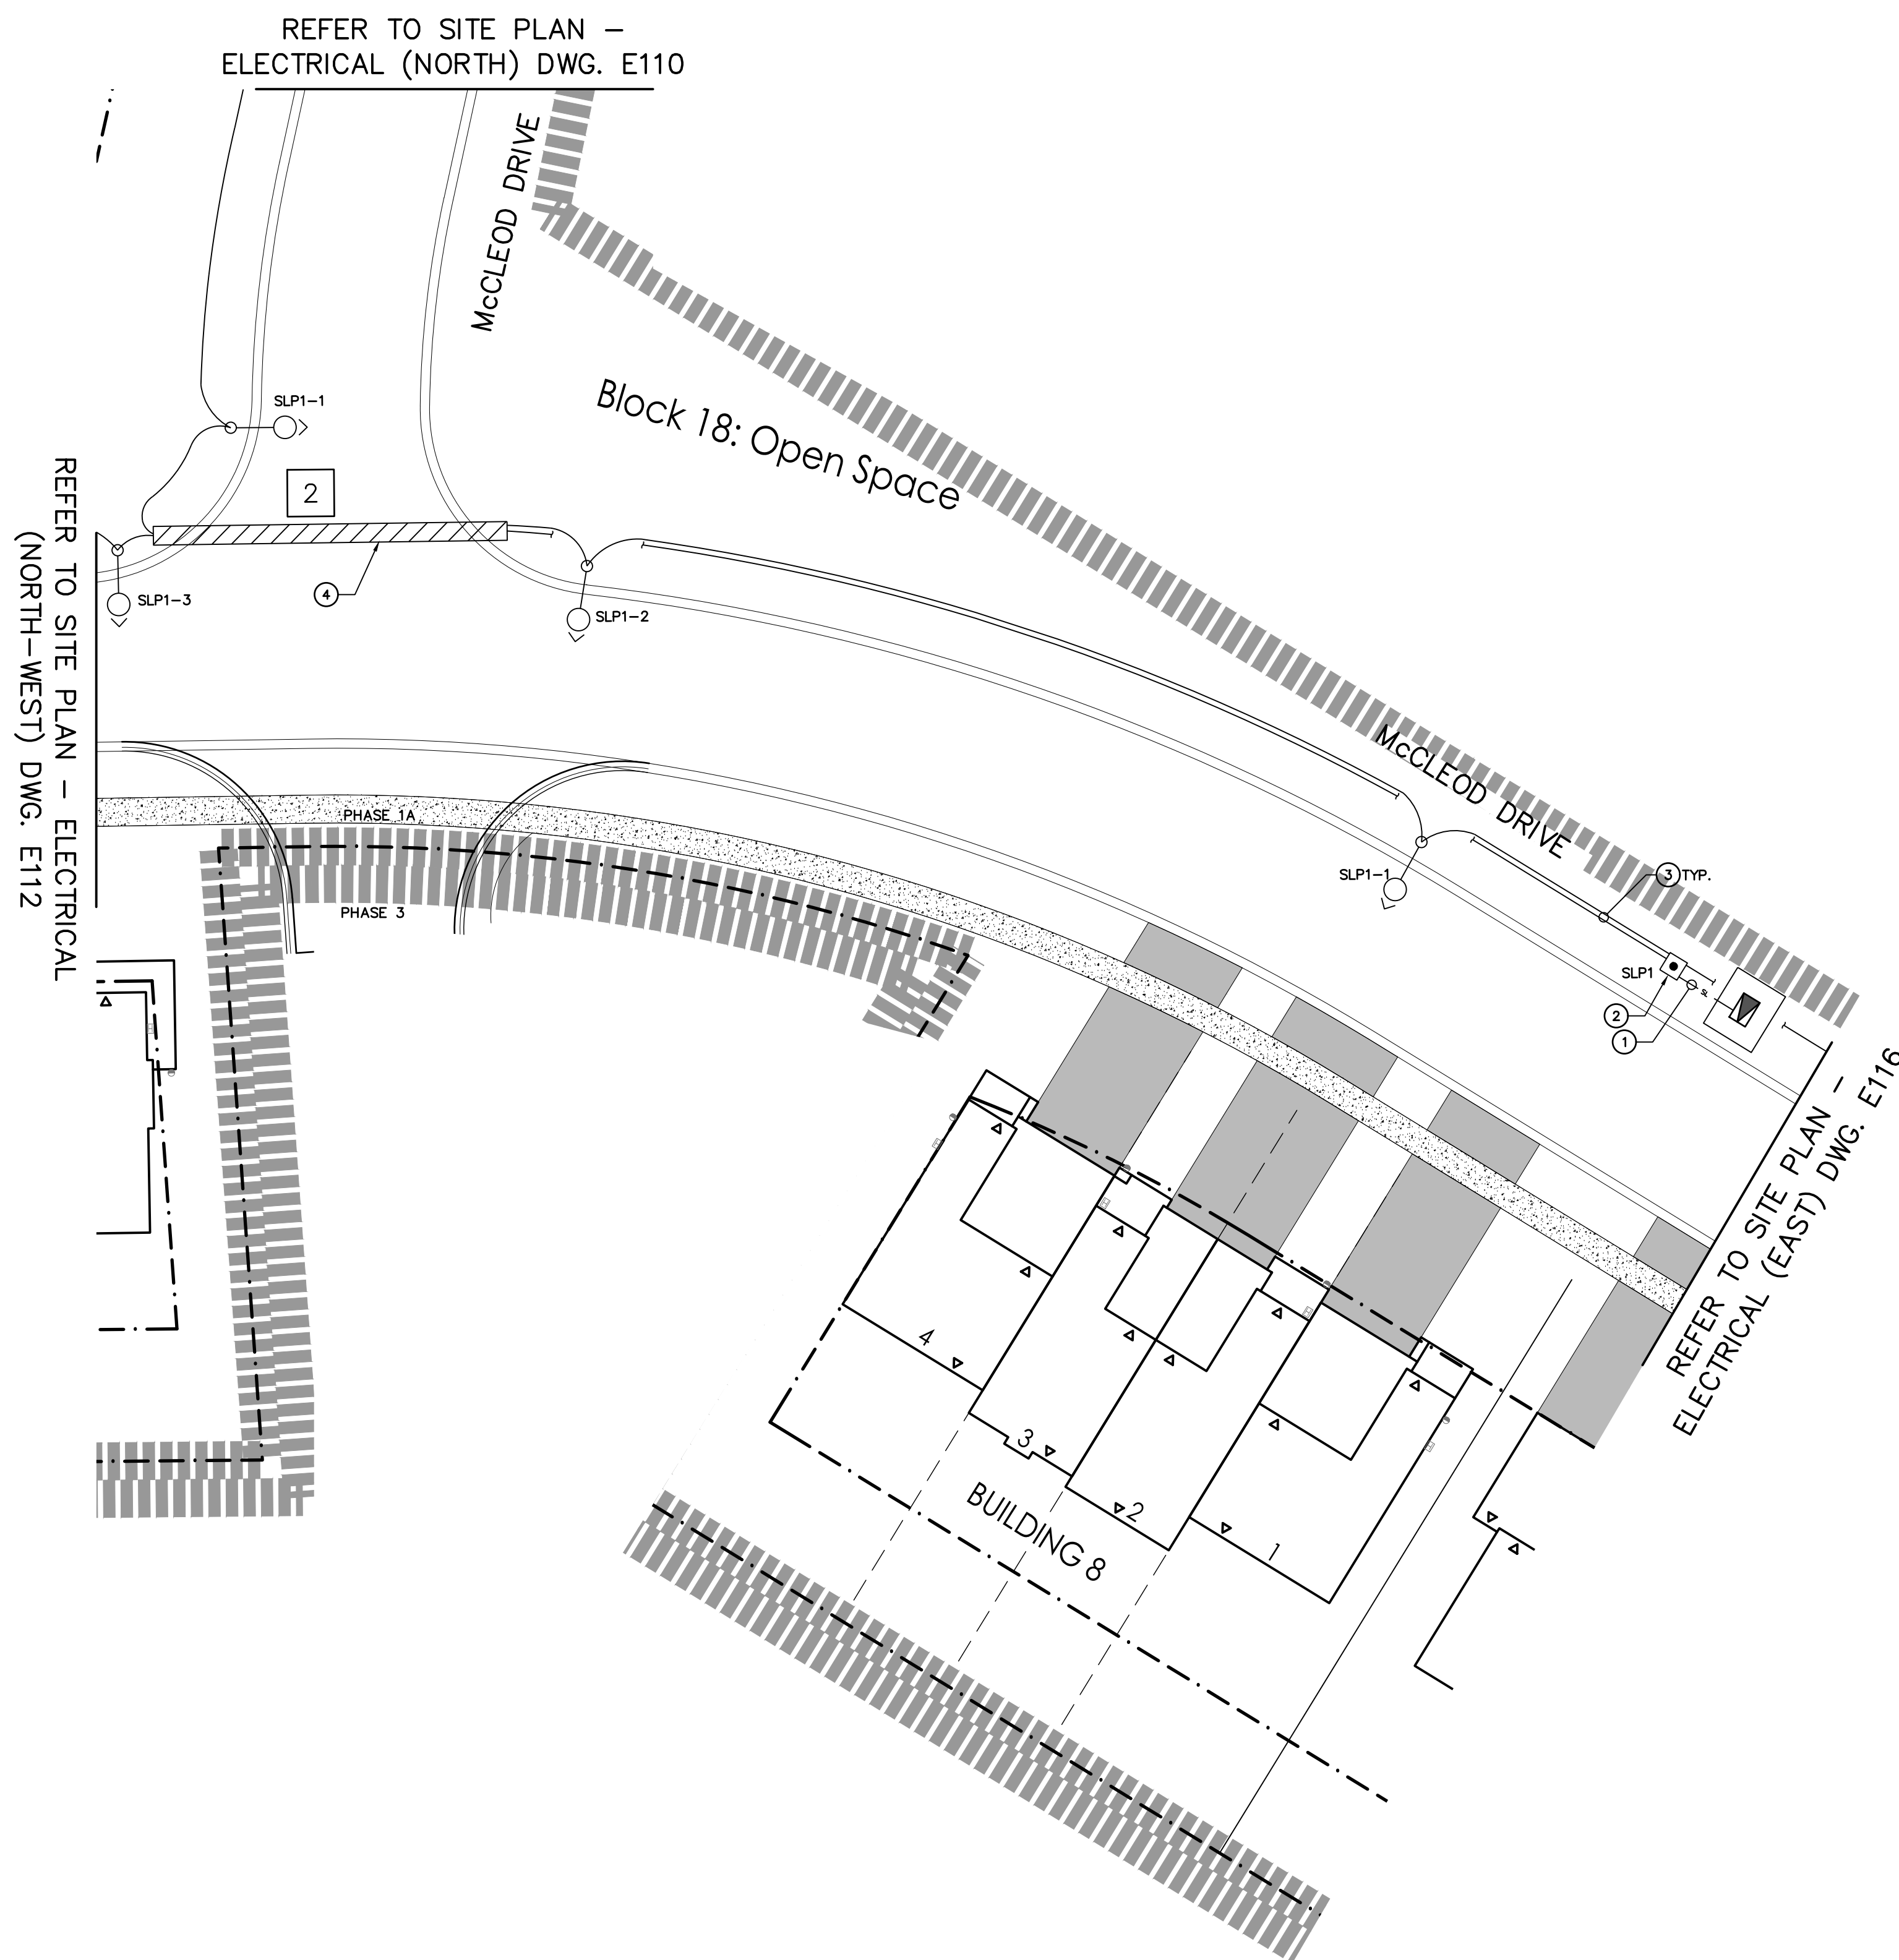 REFER TO SITE PLAN –
ELECTRICAL (NORTH) DWG. E110
McCLEOD DRIVE
Block 18: Open Space
SLP1-1
2
REFER TO SITE PLAN – ELECTRICAL
(NORTH-WEST) DWG. E112
SLP1-3
4
SLP1-2
McCLEOD DRIVE
PHASE 1A
SLP1-1
3 TYP.
PHASE 3
SLP1
SL
2
1
REFER TO SITE PLAN –
ELECTRICAL (EAST) DWG. E116
4
3
2
1
BUILDING 8